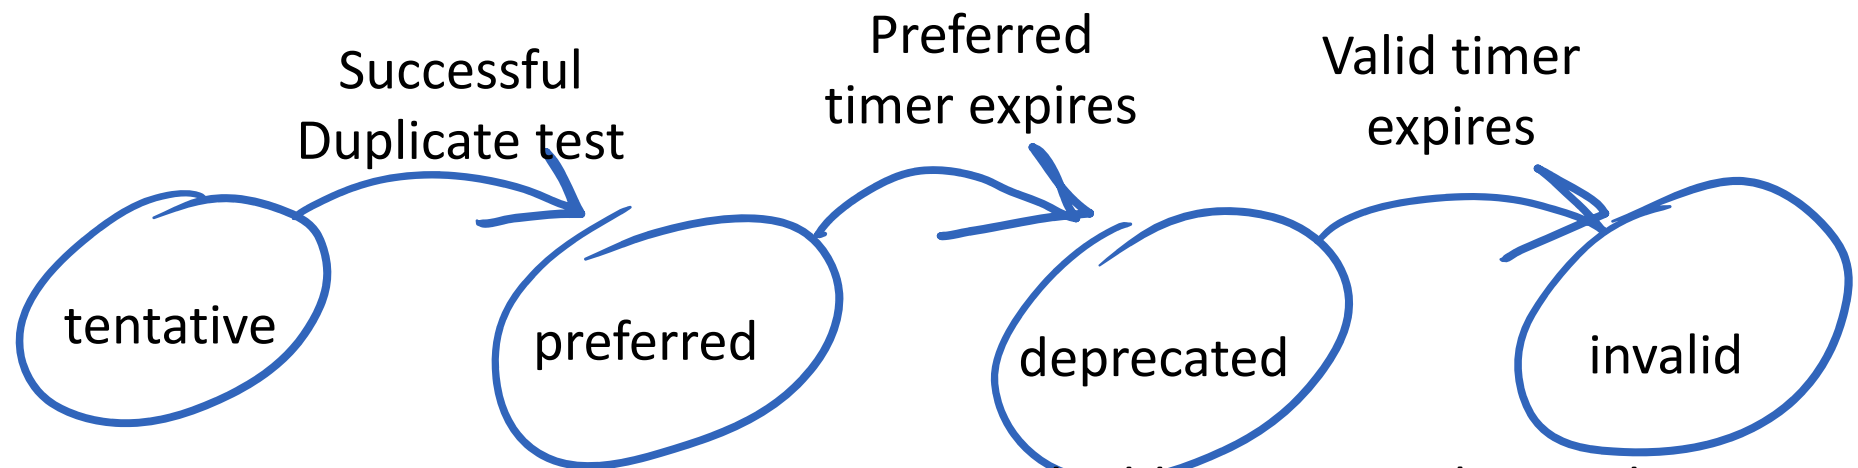 Successful
Duplicate test
Preferred
timer expires
Valid timer
expires
tentative
preferred
deprecated
invalid